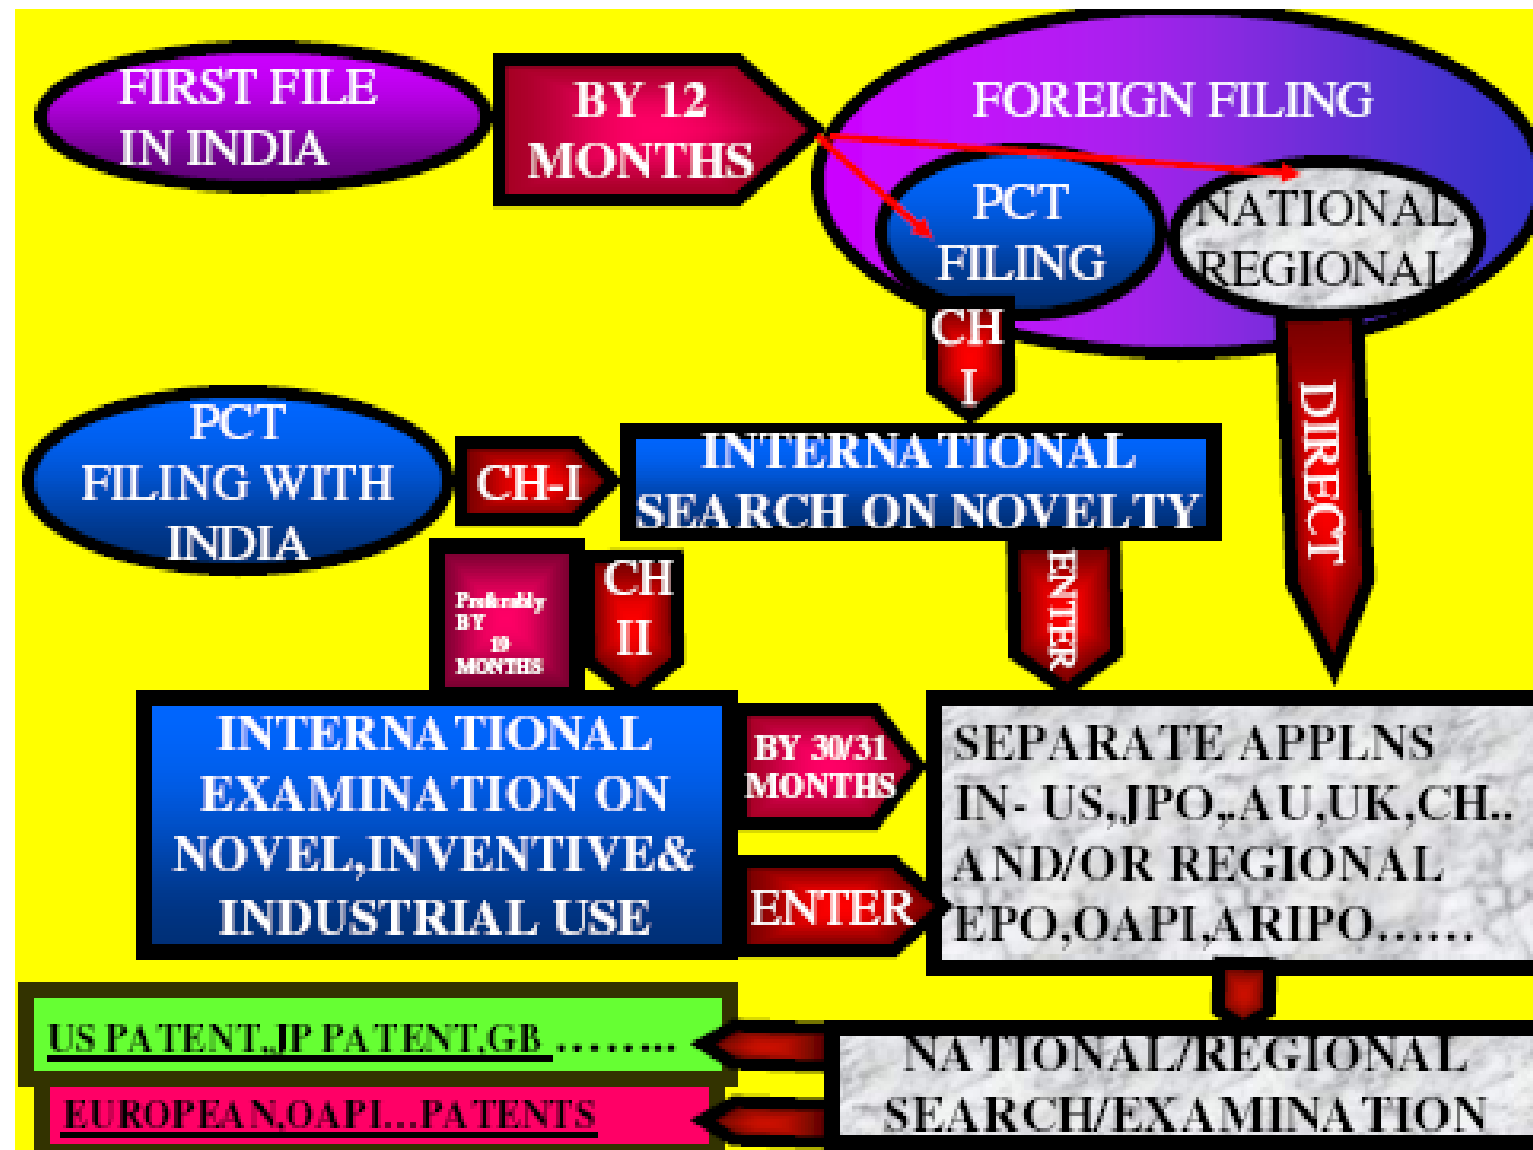 FIRST FILE
IN INDIA
BY 12
MONTHS
FOREIGN FILING
PCT
FILING
NATIONAL
REGIONAL
CH
I
DIRECT
PCT
FILING WITH
INDIA
CH-I
INTERNATIONAL
SEARCH ON NOVELTY
Preferably
BY
19
MONTHS
CH
II
ENTER
INTERNATIONAL
EXAMINATION ON
NOVEL,INVENTIVE&
INDUSTRIAL USE
BY 30/31
MONTHS
ENTER
SEPARATE APPLNS
IN- US,JPO,.AU,UK,CH..
AND/OR REGIONAL
EPO,OAPI,ARIPO……
NATIONAL/REGIONAL
SEARCH/EXAMINATION
US PATENT,JP PATENT,GB ……..
EUROPEAN,OAPI…PATENTS